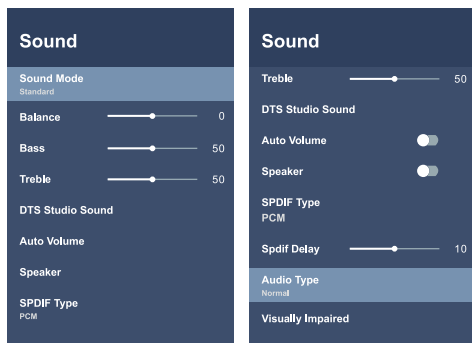 Sound
Sound Mode
Standard
Balance 0
Bass 50
Treble 50
DTS Studio Sound
Auto Volume
Speaker
SPDIF Type
PCM
Sound
Treble 50
DTS Studio Sound
Auto Volume
Speaker
SPDIF Type
PCM
Spdif Delay 10
Audio Type
Normal
Visually Impaired